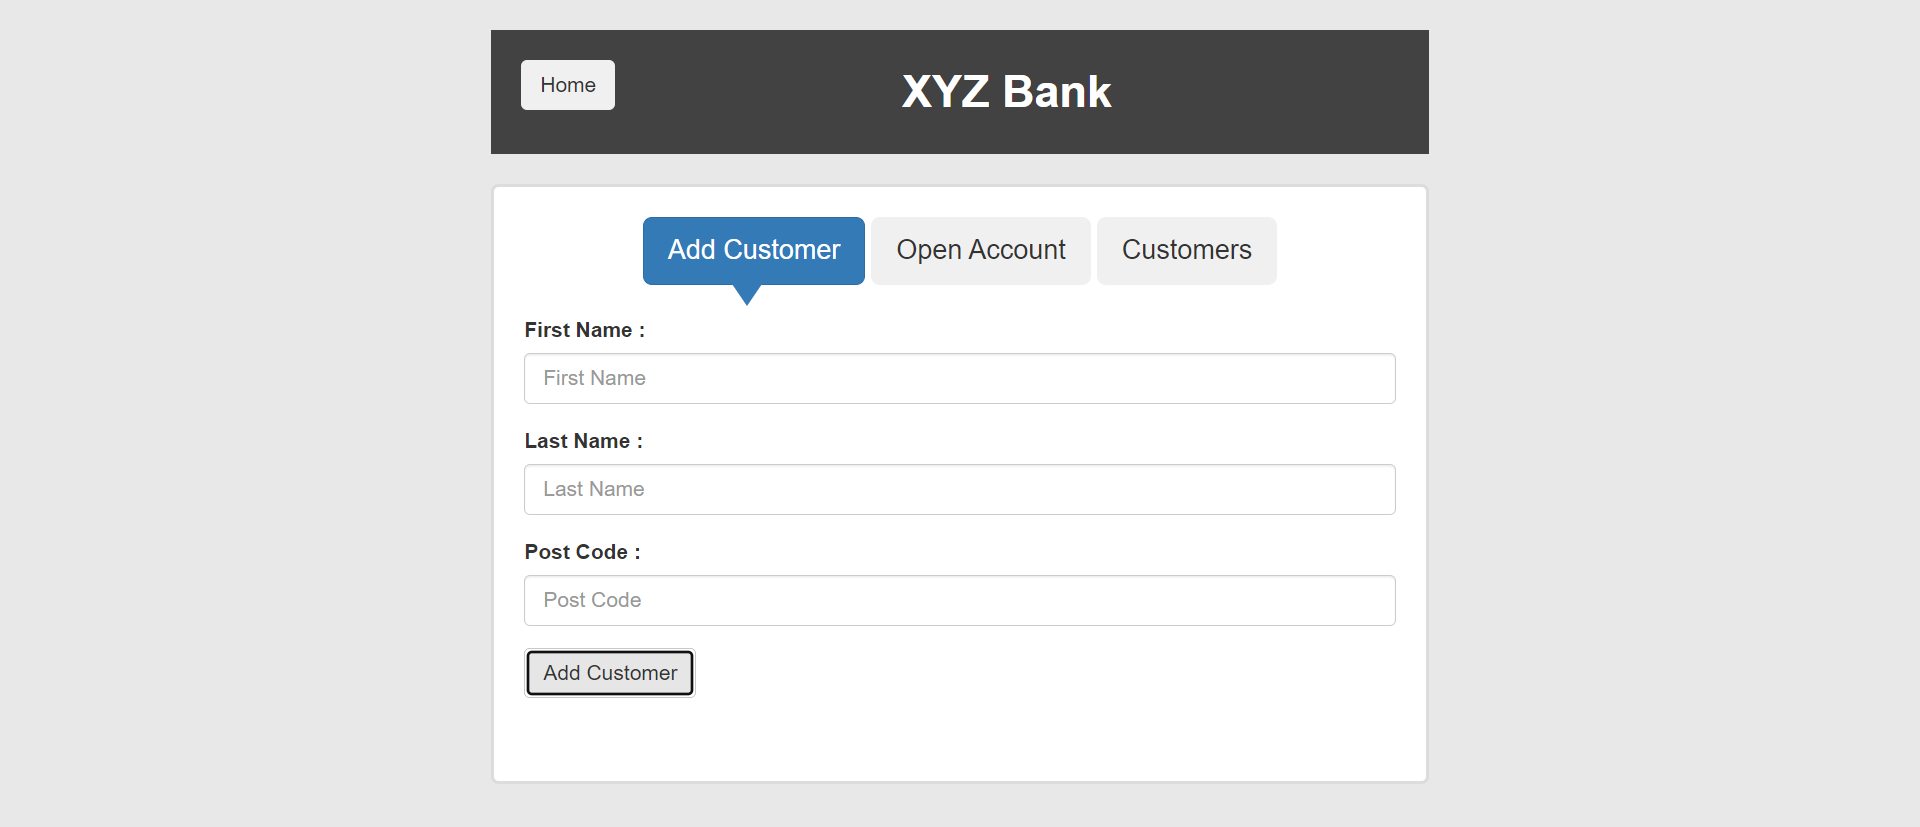 Home
XYZ Bank
Add Customer
Open Account
Customers
First Name :
First Name
Last Name :
Last Name
Post Code :
Post Code
Add Customer